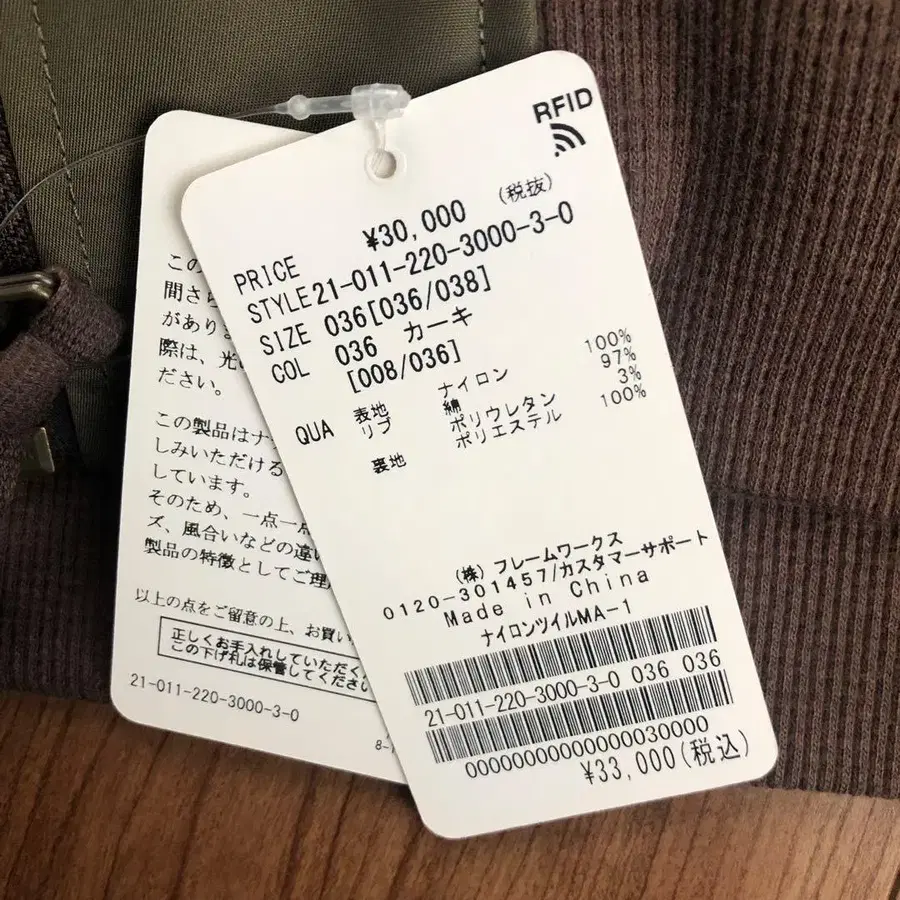 RFID
PRICE ¥30,000 (税抜)
STYLE 21-011-220-3000-3-0
SIZE 036[036/038]
COL 036 カーキ
[008/036]
QUA 表地 ナイロン 100%
リブ 綿 97%
ポリウレタン 3%
裏地 ポリエステル 100%
(株) フレームワークス
0120-301457/カスタマーサポート
Made in China
ナイロンツイルMA-1
21-011-220-3000-3-0 036 036
0000000000000030000
¥33,000(税込)
この
間さら
があり
際は、光
ださい。
この製品はナ
しみいただける
しています。
そのため、一点一点
ズ、風合いなどの違い
製品の特徴としてご理
以上の点をご留意の上、お買い
正しくお手入れしていただく
この下げ札は保管してください
21-011-220-3000-3-0